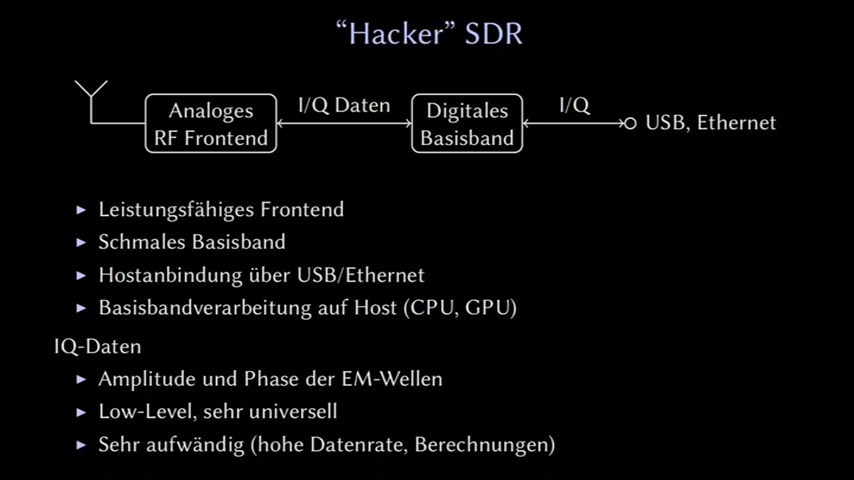 “Hacker” SDR
Analoges
RF Frontend
I/Q Daten
Digitales
Basisband
I/Q
USB, Ethernet
▶ Leistungsfähiges Frontend
▶ Schmales Basisband
▶ Hostanbindung über USB/Ethernet
▶ Basisbandverarbeitung auf Host (CPU, GPU)
IQ-Daten
▶ Amplitude und Phase der EM-Wellen
▶ Low-Level, sehr universell
▶ Sehr aufwändig (hohe Datenrate, Berechnungen)